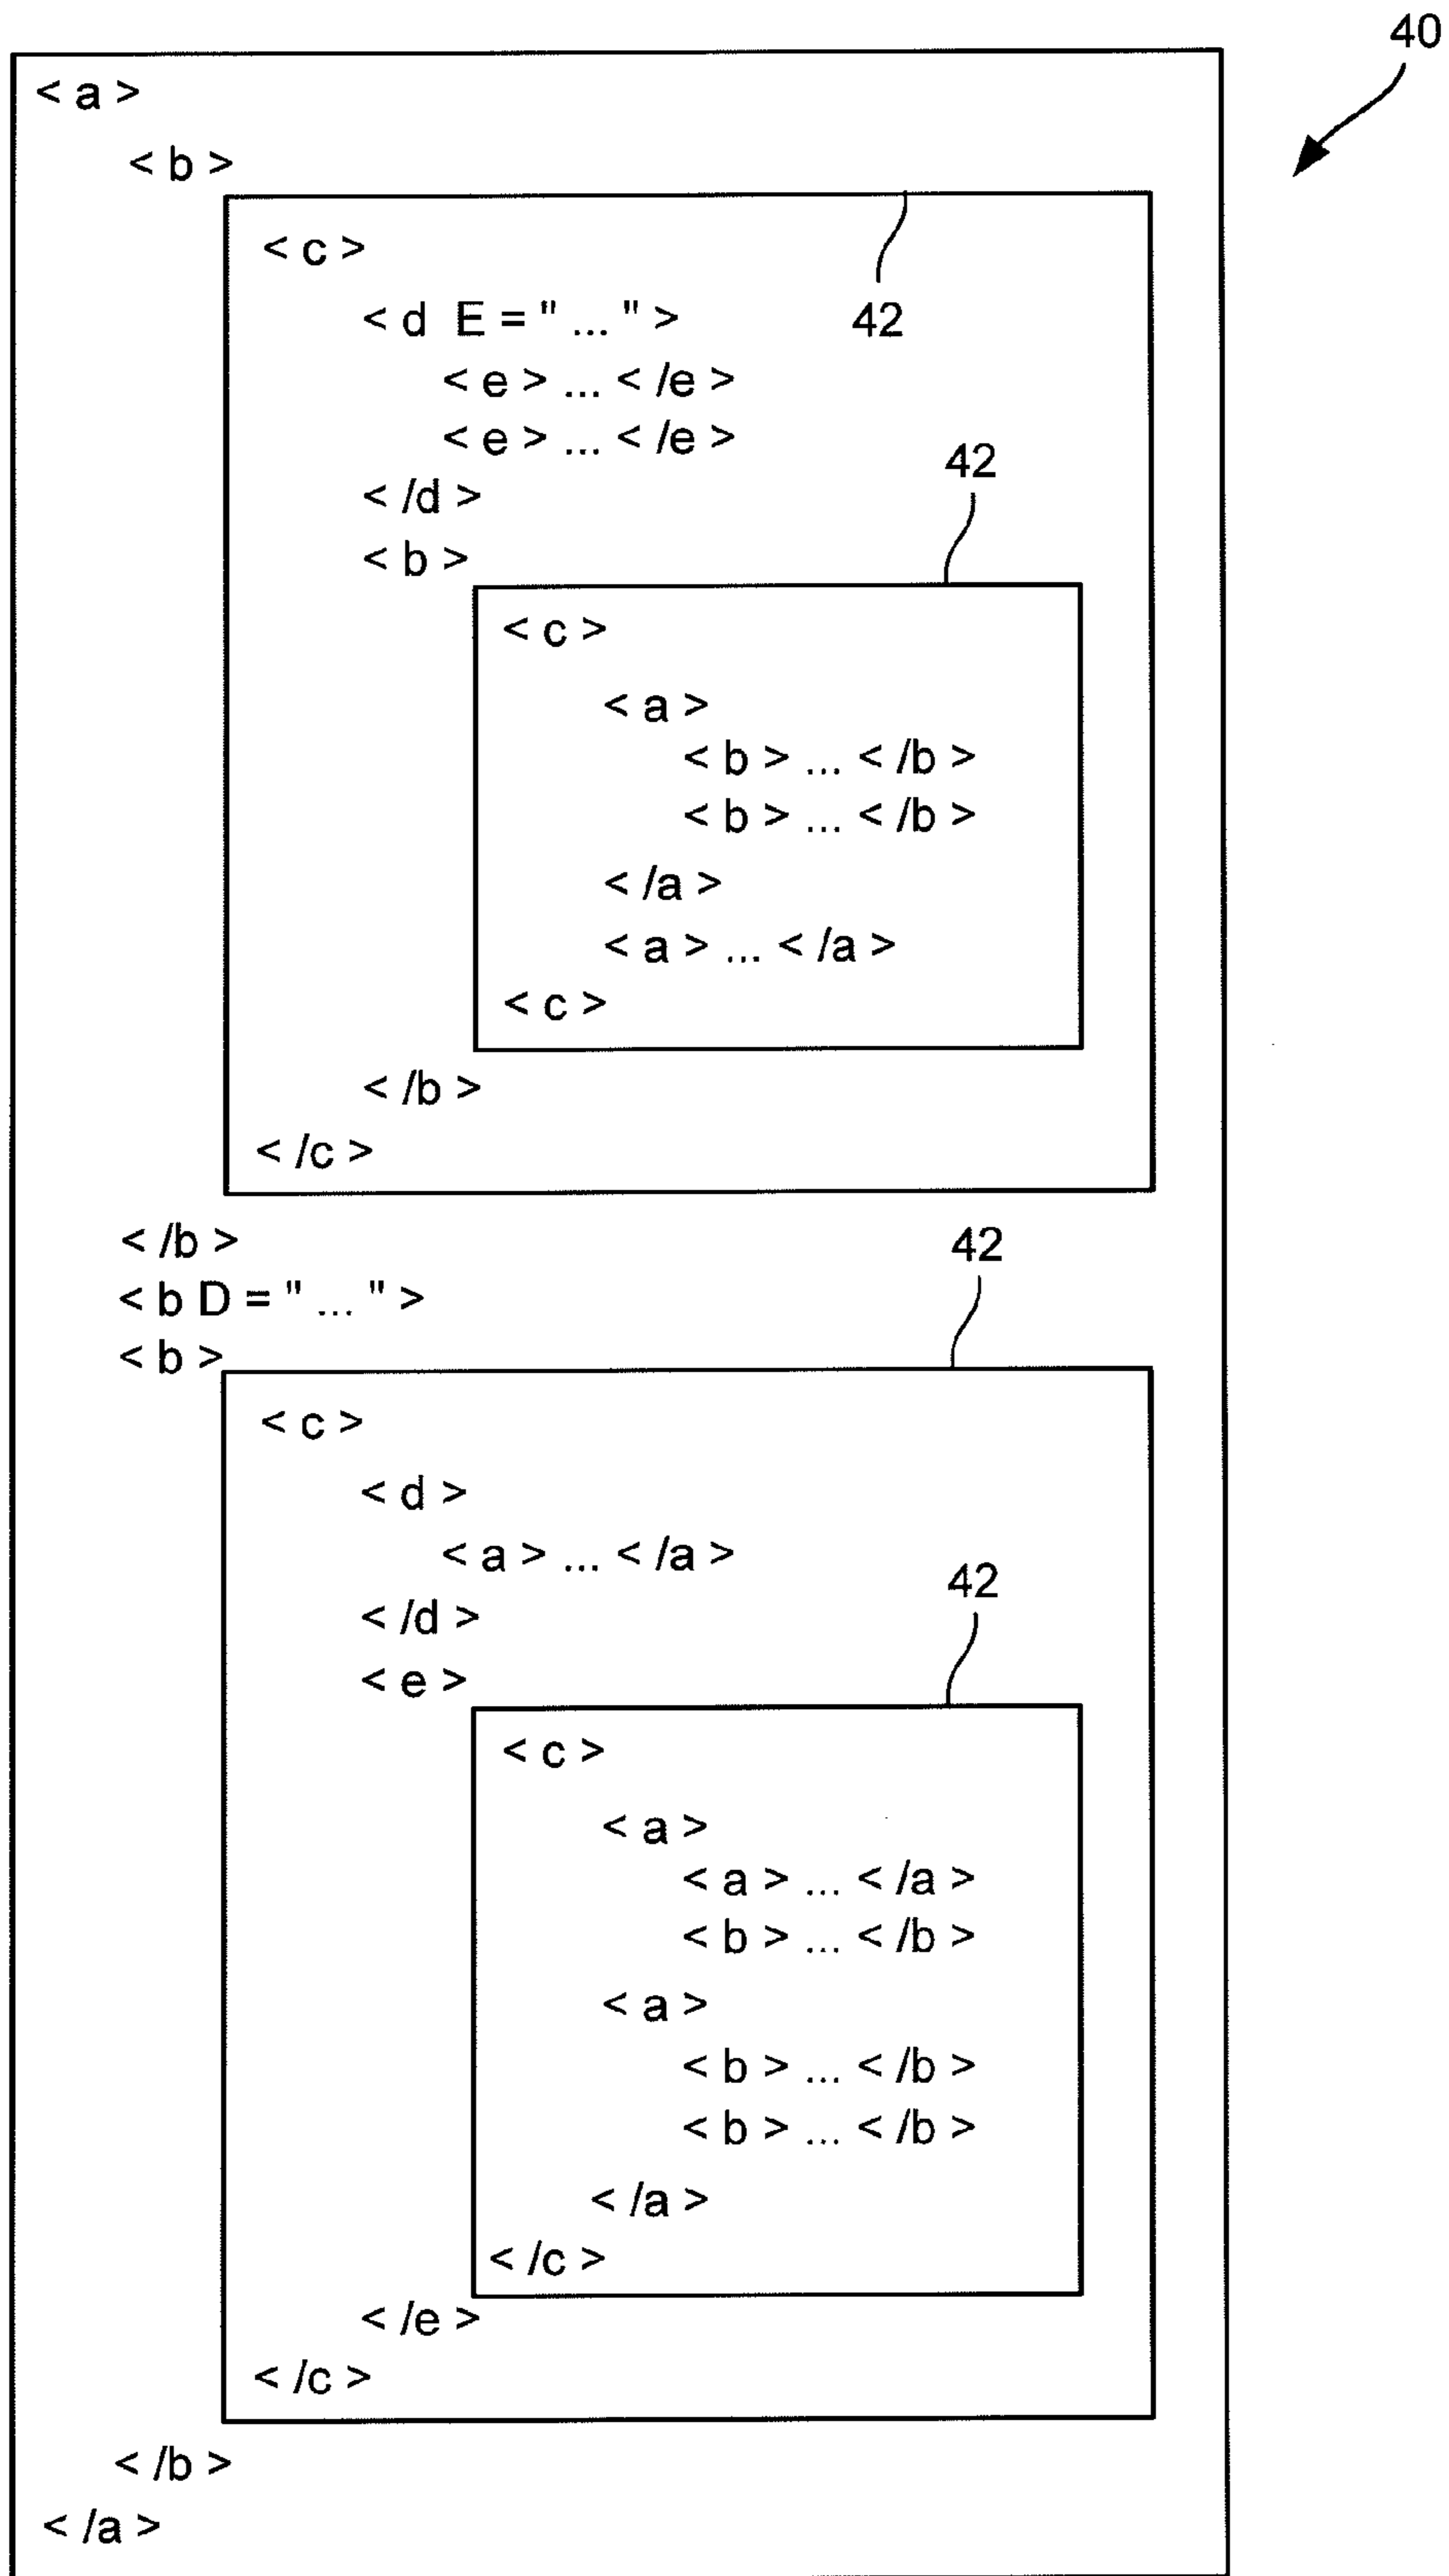 40
< a >
< b >
< c >
< d E = " ... " >
42
< e > ... < /e >
< e > ... < /e >
42
< /d >
< b >
< c >
< a >
< b > ... < /b >
< b > ... < /b >
< /a >
< a > ... < /a >
< c >
< /b >
< /c >
< /b >
42
< b D = " ... " >
< b >
< c >
< d >
< a > ... < /a >
42
< /d >
< e >
< c >
< a >
< a > ... < /a >
< b > ... < /b >
< a >
< b > ... < /b >
< b > ... < /b >
< /a >
< /c >
< /e >
< /c >
< /b >
< /a >